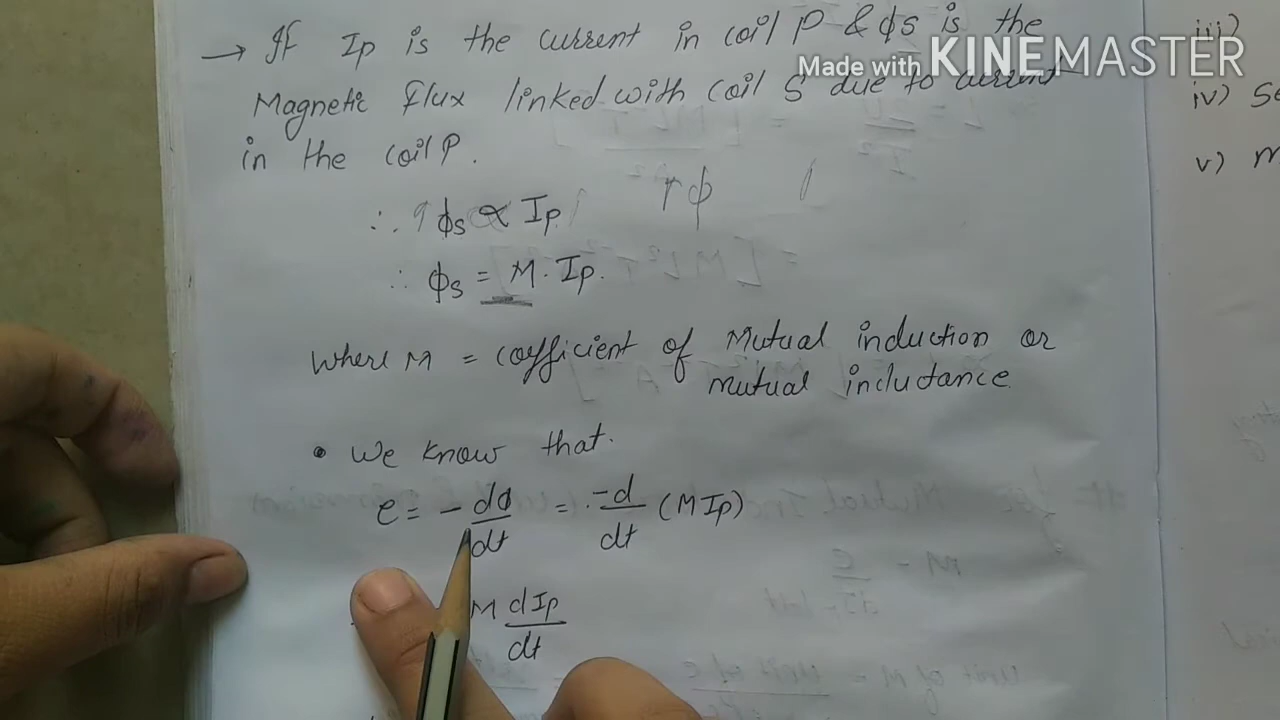 → If Ip is the current in coil P & ϕs is the
Made with KINEMASTER
Magnetic flux linked with coil S due to current
in the coil P.
∴ ϕs ∝ Ip
∴ ϕs = M. Ip.
where M = coefficient of Mutual induction or
mutual inductance.
• We know that.
e = - dϕ/dt = -d/dt (M Ip)
M dIp/dt
iii)
iv)
v)